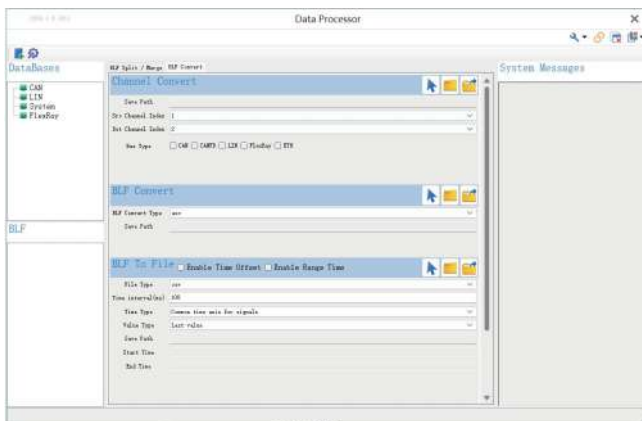 Data Processor
DataBases
CAN
LIN
System
FlexRay
BLF
BLF Split / Merge
BLF Convert
Channel Convert
Save Path
Src Channel Index 1
Dst Channel Index 2
Bus Type CAN CANFD LIN FlexRay ETH
BLF Convert
BLF Convert Type asc
Save Path
BLF To File Enable Time Offset Enable Range Time
File Type
Time interval(ms) 100
Time Type Common time axis for signals
Value Type Last value
Save Path
Start Time
End Time
System Messages